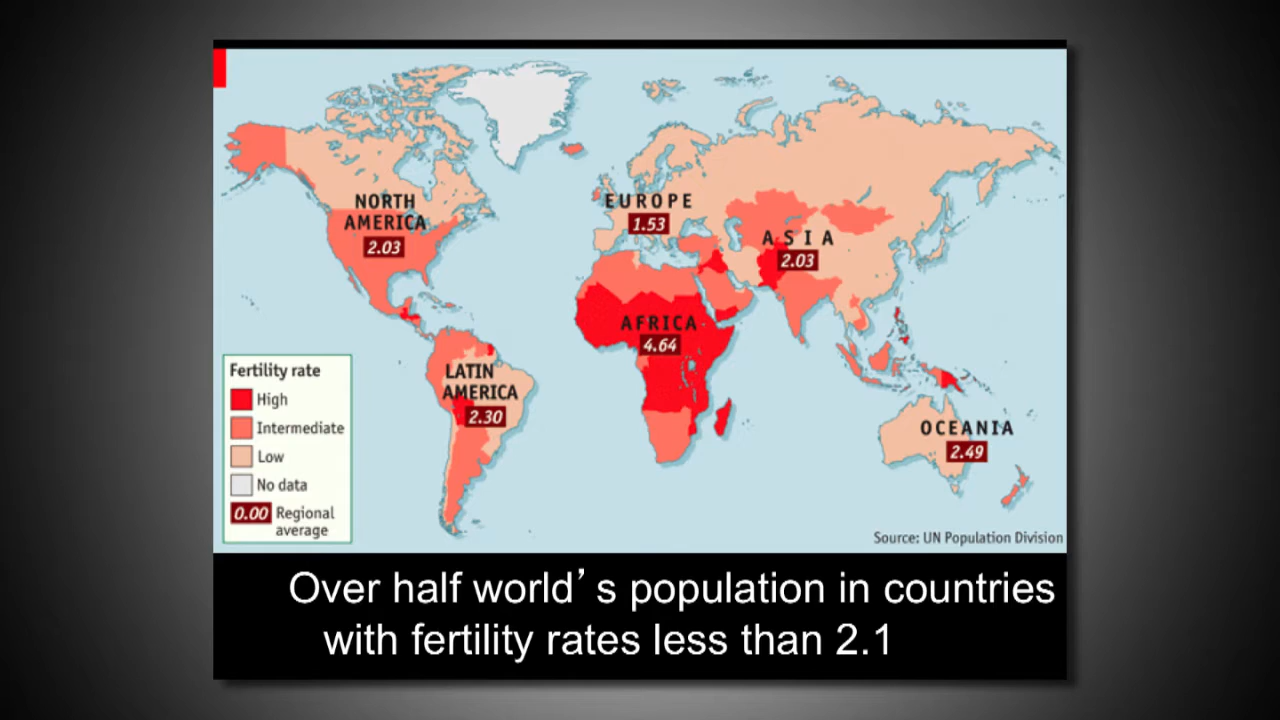 NORTH
AMERICA
2.03
EUROPE
1.53
ASIA
2.03
AFRICA
4.64
LATIN
AMERICA
2.30
OCEANIA
2.49
Fertility rate
High
Intermediate
Low
No data
0.00 Regional
average
Source: UN Population Division
Over half world’s population in countries
with fertility rates less than 2.1